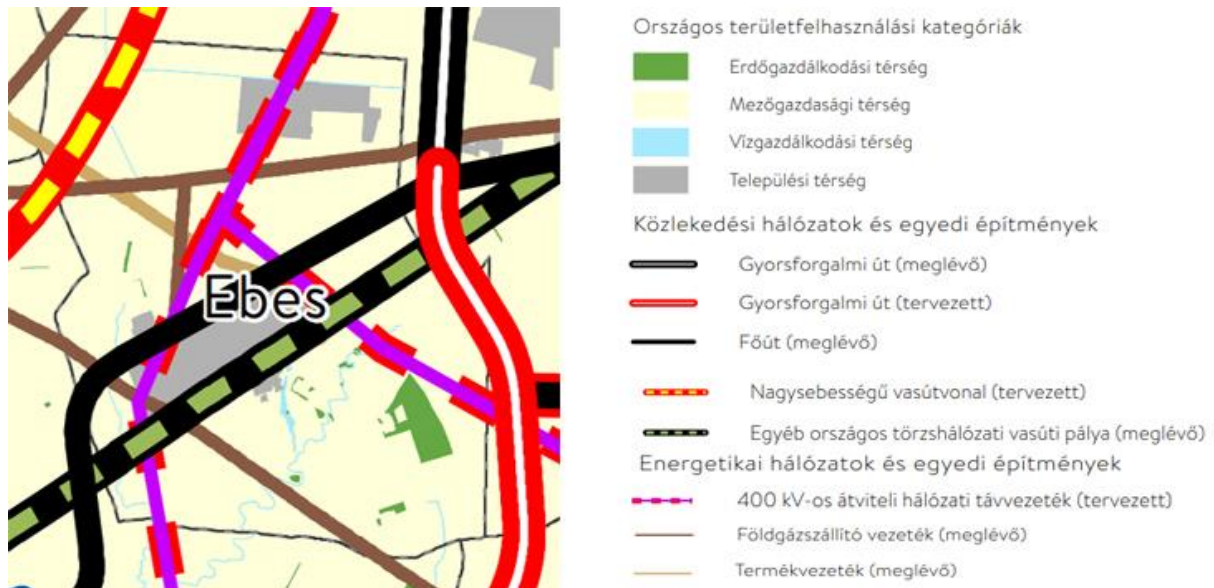 Ebes
Országos területfelhasználási kategóriák
Erdőgazdálkodási térség
Mezőgazdasági térség
Vízgazdálkodási térség
Települési térség
Közlekedési hálózatok és egyedi építmények
Gyorsforgalmi út (meglévő)
Gyorsforgalmi út (tervezett)
Főút (meglévő)
Nagysebességű vasútvonal (tervezett)
Egyéb országos törzshálózati vasúti pálya (meglévő)
Energetikai hálózatok és egyedi építmények
400 kV-os átviteli hálózati távvezeték (tervezett)
Földgázszállító vezeték (meglévő)
Termékvezeték (meglévő)